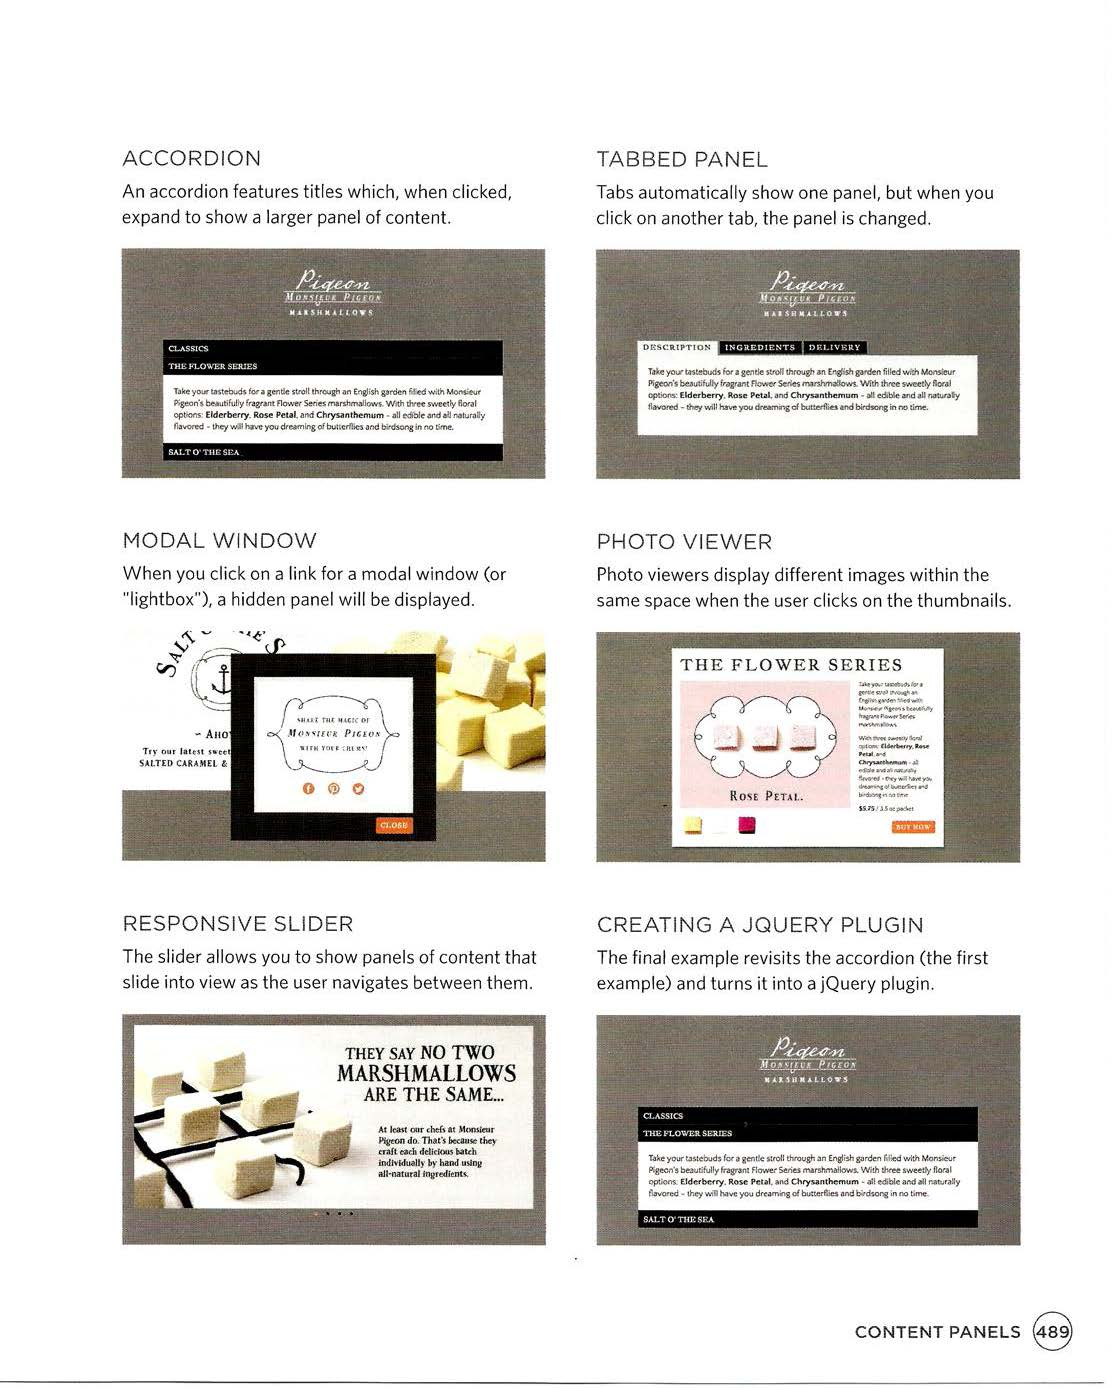 ACCORDION
An accordion features titles which, when clicked,
expand to show a larger panel of content.
Pigeon
MONSIEUR PIGEON
MARSHMALLOWS
CLASSICS
THE FLOWER SERIES
Take your tastebuds for a gentle stroll through an English garden filled with Monsieur
Pigeon's beautifully fragrant Flower Series marshmallows. With three sweetly floral
options: Elderberry, Rose Petal, and Chrysanthemum - all edible and all naturally
flavored - they will have you dreaming of butterflies and birdsong in no time.
SALT O' THE SEA
TABBED PANEL
Tabs automatically show one panel, but when you
click on another tab, the panel is changed.
Pigeon
MONSIEUR PIGEON
MARSHMALLOWS
DESCRIPTION INGREDIENTS DELIVERY
Take your tastebuds for a gentle stroll through an English garden filled with Monsieur
Pigeon's beautifully fragrant Flower Series marshmallows. With three sweetly floral
options: Elderberry, Rose Petal, and Chrysanthemum - all edible and all naturally
flavored - they will have you dreaming of butterflies and birdsong in no time.
MODAL WINDOW
When you click on a link for a modal window (or
"lightbox"), a hidden panel will be displayed.
SALT
~ AHO
Try our latest sweet
SALTED CARAMEL &
SHARE THE MAGIC OF
MONSIEUR PIGEON
WITH YOUR CHUMS!
CLOSE
PHOTO VIEWER
Photo viewers display different images within the
same space when the user clicks on the thumbnails.
THE FLOWER SERIES
ROSE PETAL.
Take your tastebuds for a
gentle stroll through an
English garden filled with
Monsieur Pigeon's beautifully
fragrant Flower Series
marshmallows.
With three sweetly floral
options: Elderberry, Rose
Petal, and
Chrysanthemum - all
edible and all naturally
flavored - they will have you
dreaming of butterflies and
birdsong in no time
$5.75 / 3.5 oz packet
BUY NOW
RESPONSIVE SLIDER
The slider allows you to show panels of content that
slide into view as the user navigates between them.
THEY SAY NO TWO
MARSHMALLOWS
ARE THE SAME...
At least our chefs at Monsieur
Pigeon do. That's because they
craft each delicious batch
individually by hand using
all-natural ingredients.
CREATING A JQUERY PLUGIN
The final example revisits the accordion (the first
example) and turns it into a jQuery plugin.
Pigeon
MONSIEUR PIGEON
MARSHMALLOWS
CLASSICS
THE FLOWER SERIES
Take your tastebuds for a gentle stroll through an English garden filled with Monsieur
Pigeon's beautifully fragrant Flower Series marshmallows. With three sweetly floral
options: Elderberry, Rose Petal, and Chrysanthemum - all edible and all naturally
flavored - they will have you dreaming of butterflies and birdsong in no time.
SALT O' THE SEA
CONTENT PANELS 489